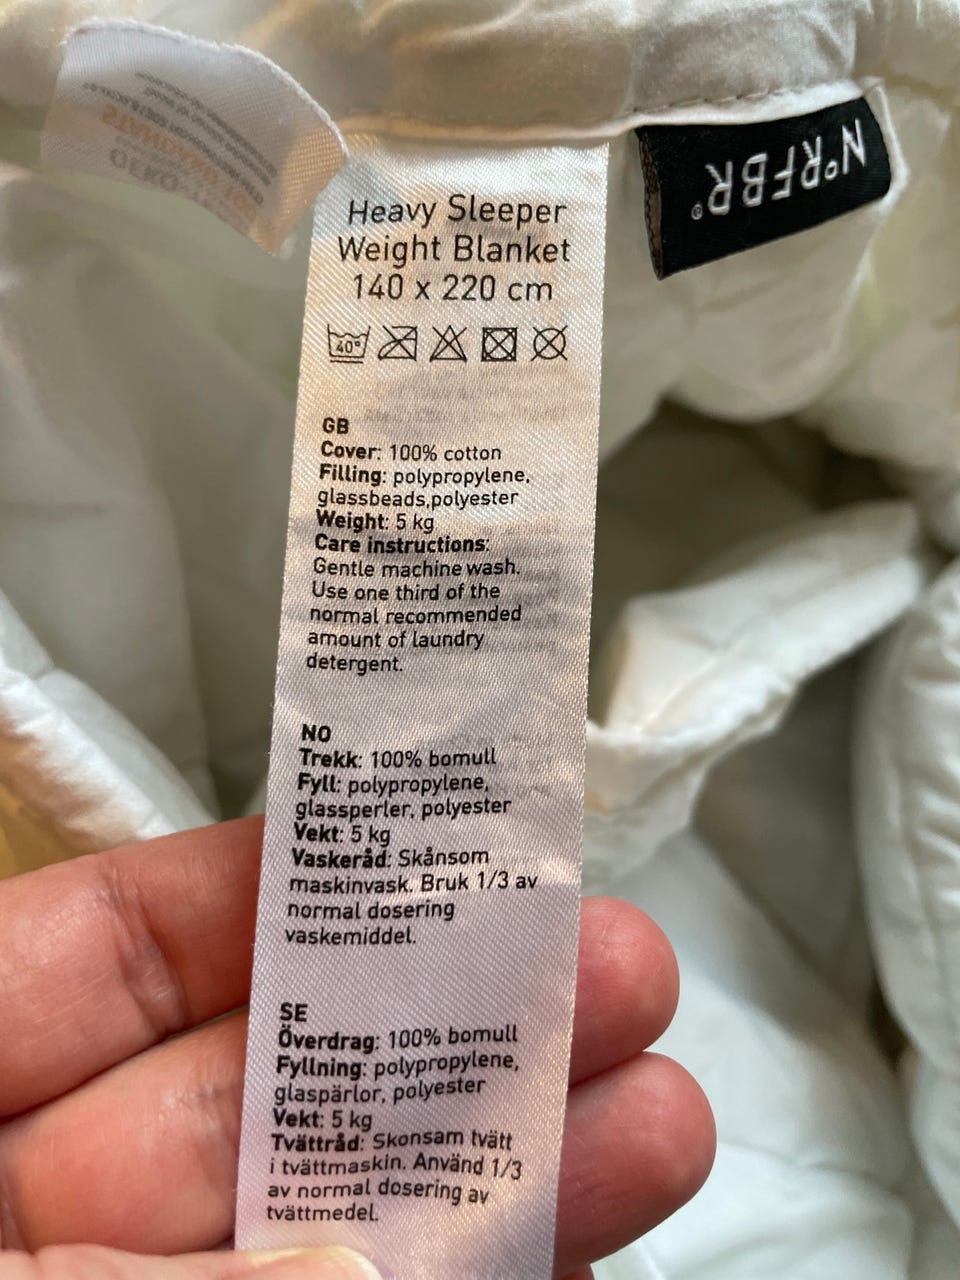 OEKO-
STANDARD
N°RFBR®
Heavy Sleeper
Weight Blanket
140 x 220 cm
40°
GB
Cover: 100% cotton
Filling: polypropylene,
glassbeads,polyester
Weight: 5 kg
Care instructions:
Gentle machine wash.
Use one third of the
normal recommended
amount of laundry
detergent.
NO
Trekk: 100% bomull
Fyll: polypropylene,
glassperler, polyester
Vekt: 5 kg
Vaskeråd: Skånsom
maskinvask. Bruk 1/3 av
normal dosering
vaskemiddel.
SE
Överdrag: 100% bomull
Fyllning: polypropylene,
glaspärlor, polyester
Vekt: 5 kg
Tvättråd: Skonsam tvätt
i tvättmaskin. Använd 1/3
av normal dosering av
tvättmedel.